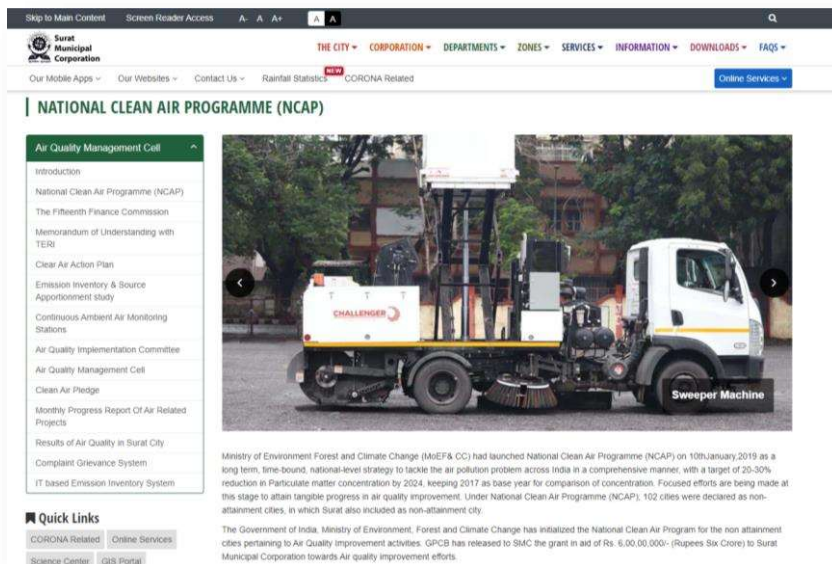 Skip to Main Content Screen Reader Access A- A A+ A A
Surat
Municipal
Corporation
THE CITY CORPORATION DEPARTMENTS ZONES SERVICES INFORMATION DOWNLOADS FAQS
Our Mobile Apps Our Websites Contact Us Rainfall Statistics NEW CORONA Related Online Services
NATIONAL CLEAN AIR PROGRAMME (NCAP)
Air Quality Management Cell
Introduction
National Clean Air Programme (NCAP)
The Fifteenth Finance Commission
Memorandum of Understanding with
TERI
Clear Air Action Plan
Emission Inventory & Source
Apportionment study
Continuous Ambient Air Monitoring
Stations
Air Quality Implementation Committee
Air Quality Management Cell
Clean Air Pledge
Monthly Progress Report Of Air Related
Projects
Results of Air Quality in Surat City
Complaint Grievance System
IT based Emission Inventory System
Quick Links
CORONA Related Online Services
Science Center GIS Portal
CHALLENGER
Sweeper Machine
Ministry of Environment Forest and Climate Change (MoEF& CC) had launched National Clean Air Programme (NCAP) on 10thJanuary,2019 as a
long term, time-bound, national-level strategy to tackle the air pollution problem across India in a comprehensive manner, with a target of 20-30%
reduction in Particulate matter concentration by 2024, keeping 2017 as base year for comparison of concentration. Focused efforts are being made at
this stage to attain tangible progress in air quality improvement. Under National Clean Air Programme (NCAP), 102 cities were declared as non-
attainment cities, in which Surat also included as non-attainment city.
The Government of India, Ministry of Environment, Forest and Climate Change has initialized the National Clean Air Program for the non attainment
cities pertaining to Air Quality Improvement activities. GPCB has released to SMC the grant in aid of Rs. 6,00,00,000/- (Rupees Six Crore) to Surat
Municipal Corporation towards Air quality improvement efforts.